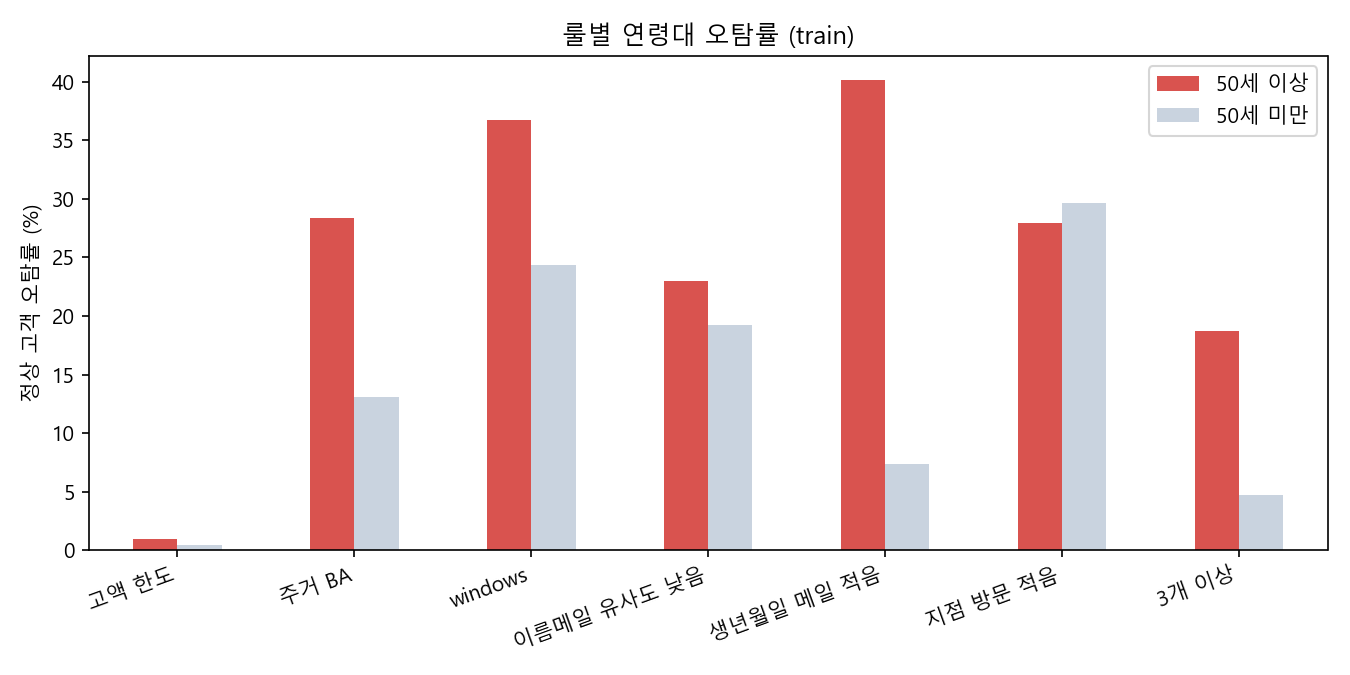 룰별 연령대 오탐률 (train)
50세 이상
50세 미만
정상 고객 오탐률 (%)
40
35
30
25
20
15
10
5
0
고액 한도
주거 BA
windows
이름메일 유사도 낮음
생년월일 메일 적음
지점 방문 적음
3개 이상